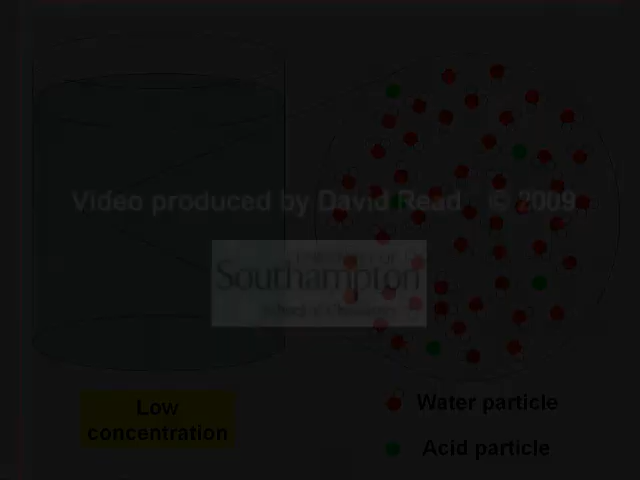 Video produced by David Read © 2009
Southampton
Low
concentration
Water particle
Acid particle